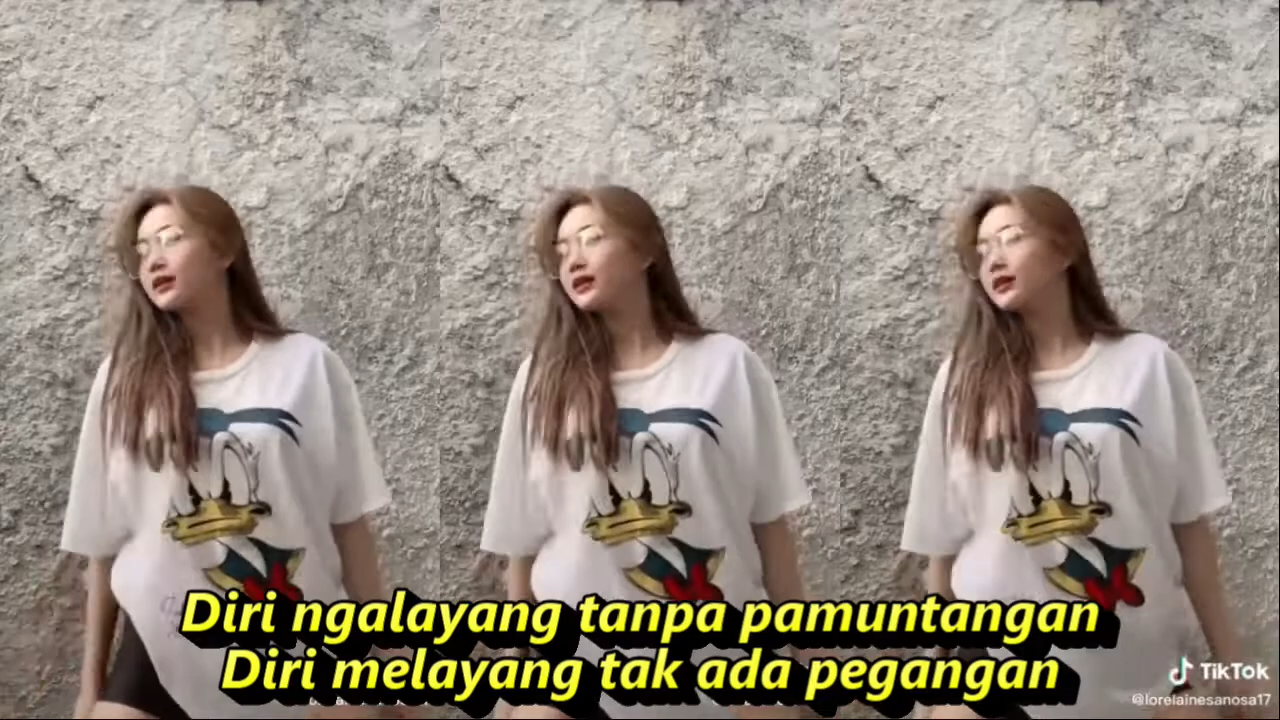 Diri ngalayang tanpa pamuntangan
Diri melayang tak ada pegangan
TikTok
@lorelainesanosa17